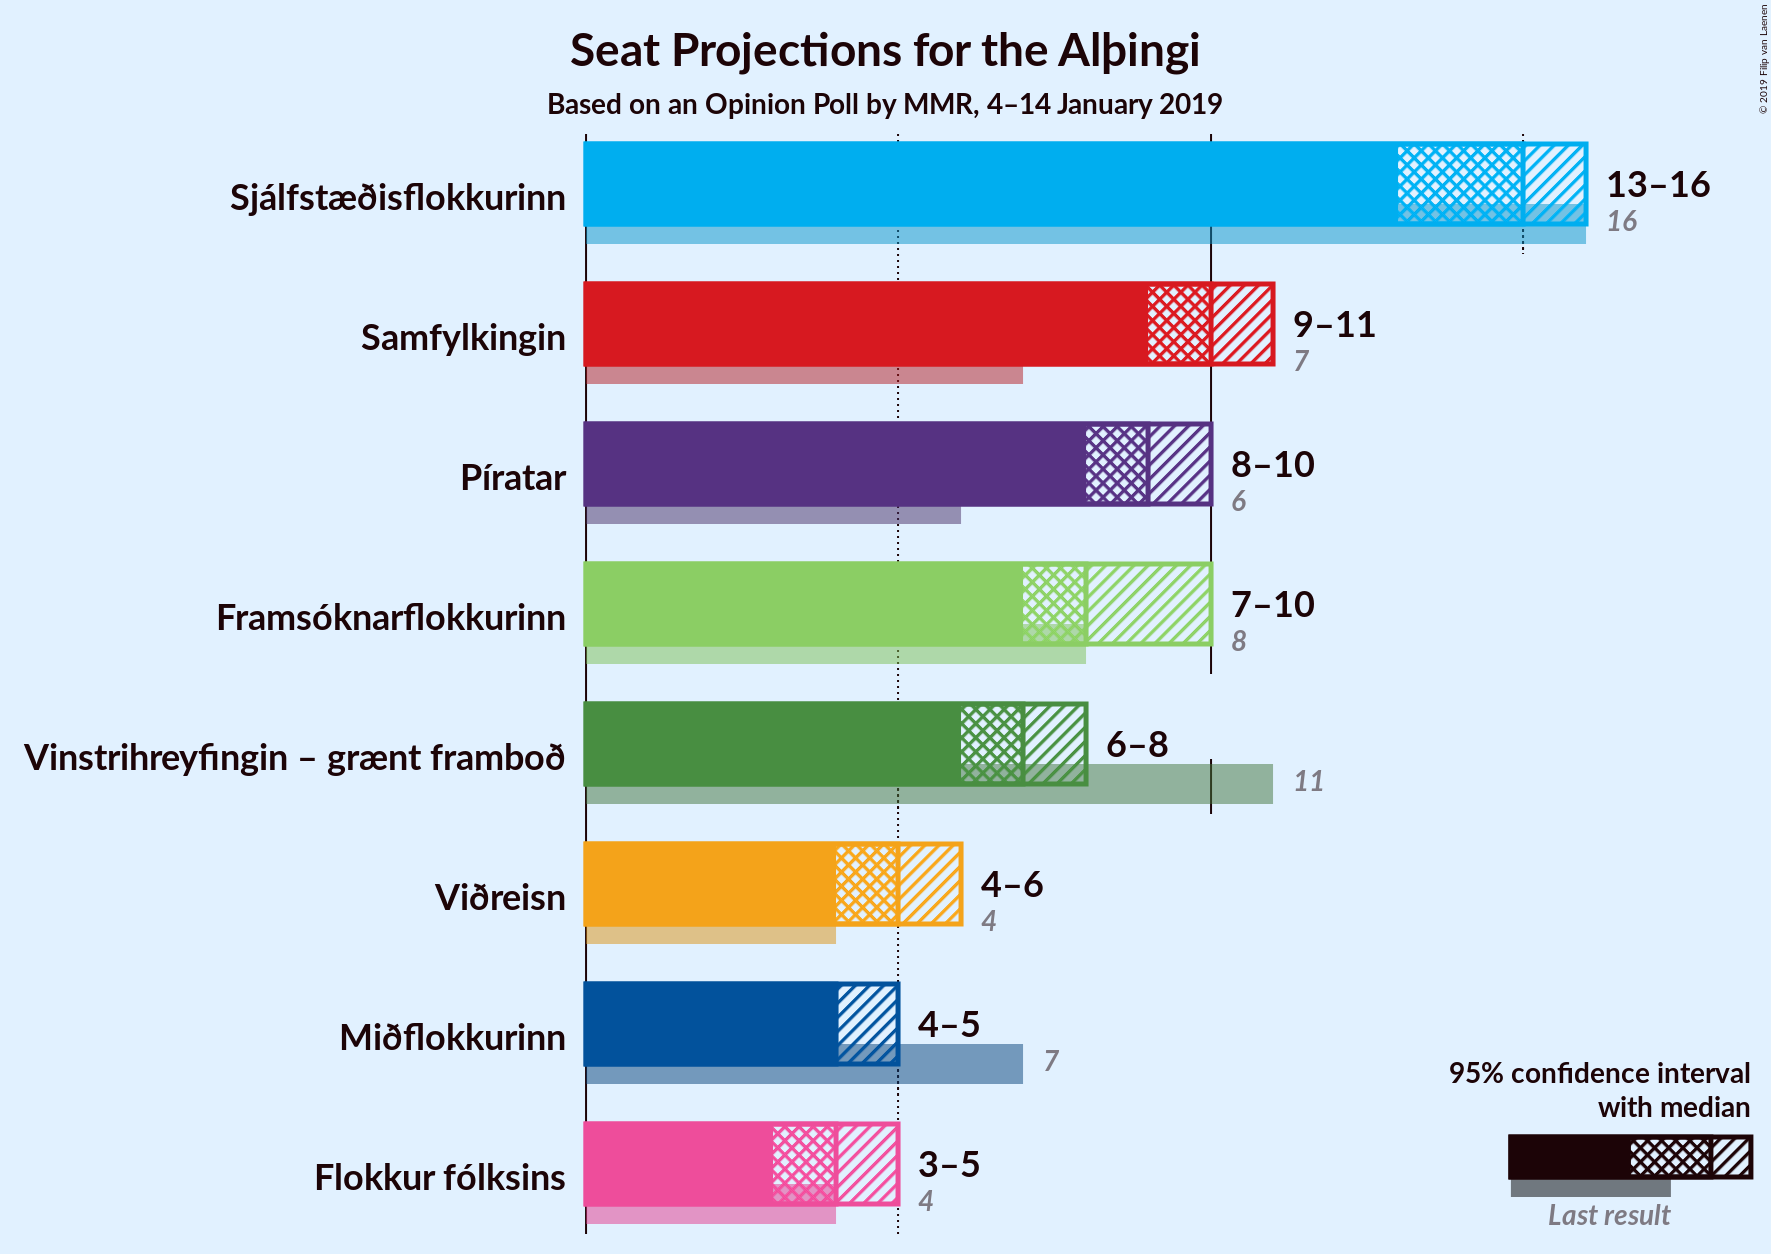 Seat Projections for the Alþingi
Based on an Opinion Poll by MMR, 4–14 January 2019
© 2019 Filip van Laenen
Sjálfstæðisflokkurinn
13–16
16
Samfylkingin
9–11
7
Píratar
8–10
6
Framsóknarflokkurinn
7–10
8
Vinstrihreyfingin – grænt framboð
6–8
11
Viðreisn
4–6
4
Miðflokkurinn
4–5
7
Flokkur fólksins
3–5
4
95% confidence interval
with median
Last result